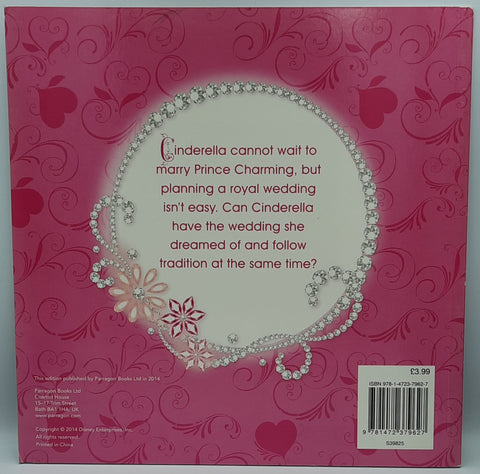 Cinderella cannot wait to
marry Prince Charming, but
planning a royal wedding
isn't easy. Can Cinderella
have the wedding she
dreamed of and follow
tradition at the same time?
This edition published by Parragon Books Ltd in 2014
Parragon Books Ltd
Chartist House
15–17 Trim Street
Bath BA1 1HA, UK
www.parragon.com
Copyright © 2014 Disney Enterprises, Inc.
All rights reserved.
Printed in China
£3.99
ISBN 978-1-4723-7962-7
9 781472 379627
S39825